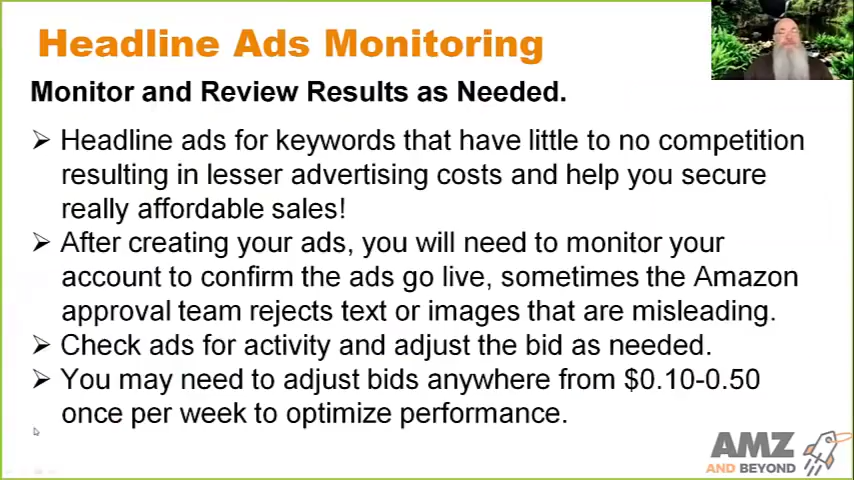 Headline Ads Monitoring
Monitor and Review Results as Needed.
➢ Headline ads for keywords that have little to no competition
resulting in lesser advertising costs and help you secure
really affordable sales!
➢ After creating your ads, you will need to monitor your
account to confirm the ads go live, sometimes the Amazon
approval team rejects text or images that are misleading.
➢ Check ads for activity and adjust the bid as needed.
➢ You may need to adjust bids anywhere from $0.10-0.50
once per week to optimize performance.
AMZ
AND BEYOND